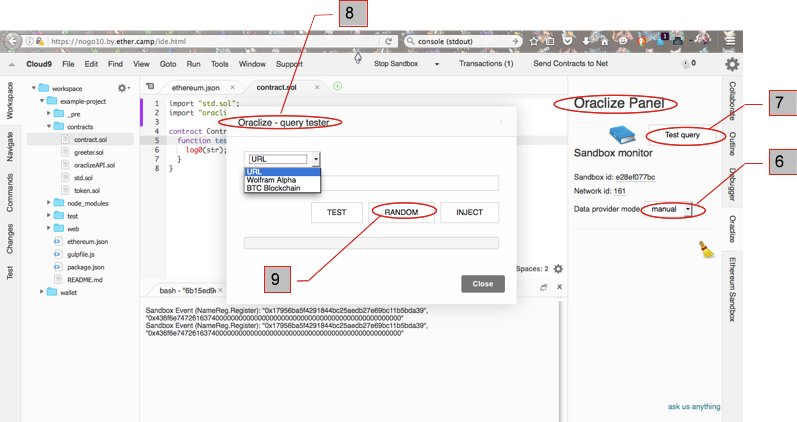 8
https://nogo10.by.ether.camp/ide.html
console (stdout)
Cloud9 File Edit Find View Goto Run Tools Window Support Stop Sandbox Transactions (1) Send Contracts to Net 0
Workspace
Navigate
Commands
Changes
Test
workspace
example-project
_pre
contracts
contract.sol
greeter.sol
oraclizeAPI.sol
std.sol
token.sol
node_modules
test
web
ethereum.json
gulpfile.js
package.json
README.md
wallet
ethereum.json
contract.sol
1 import "std.sol";
2 import "oracli
3
4 contract Contr
5 function tes
6 log0(str);
7 }
8 }
Oraclize - query tester
URL
URL
Wolfram Alpha
BTC Blockchain
TEST
RANDOM
INJECT
9
Close
Spaces: 2
bash - "6b15ed9
Sandbox Event (NameReg.Register): "0x17956ba5f4291844bc25aedb27e69bc11b5bda39",
"0x436f6e747261637400000000000000000000000000000000000000000000000000"
Sandbox Event (NameReg.Register): "0x17956ba5f4291844bc25aedb27e69bc11b5bda39",
"0x436f6e747261637400000000000000000000000000000000000000000000000000"
Oraclize Panel
7
Test query
Sandbox monitor
6
Sandbox id: e28ef077bc
Network id: 161
Data provider mode: manual
ask us anything
Collaborate
Outline
Debugger
Oraclize
Ethereum Sandbox